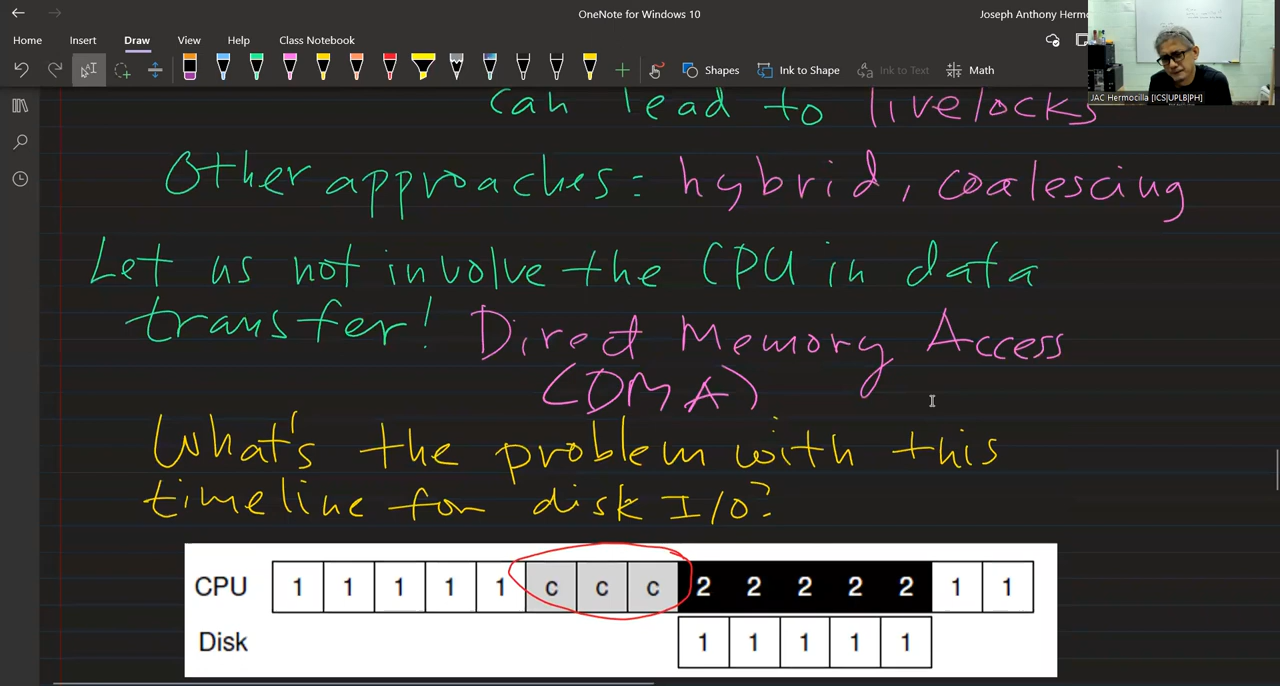 OneNote for Windows 10
Joseph Anthony Hermo
Home Insert Draw View Help Class Notebook
Shapes Ink to Shape Ink to Text Math
JAC Hermocilla [ICS|UPLB|PH]
can lead to livelocks
Other approaches: hybrid, coalescing
Let us not involve the CPU in data
transfer! Direct Memory Access
(DMA)
What's the problem with this
timeline for disk I/O?
CPU 1 1 1 1 1 c c c 2 2 2 2 2 1 1
Disk 1 1 1 1 1